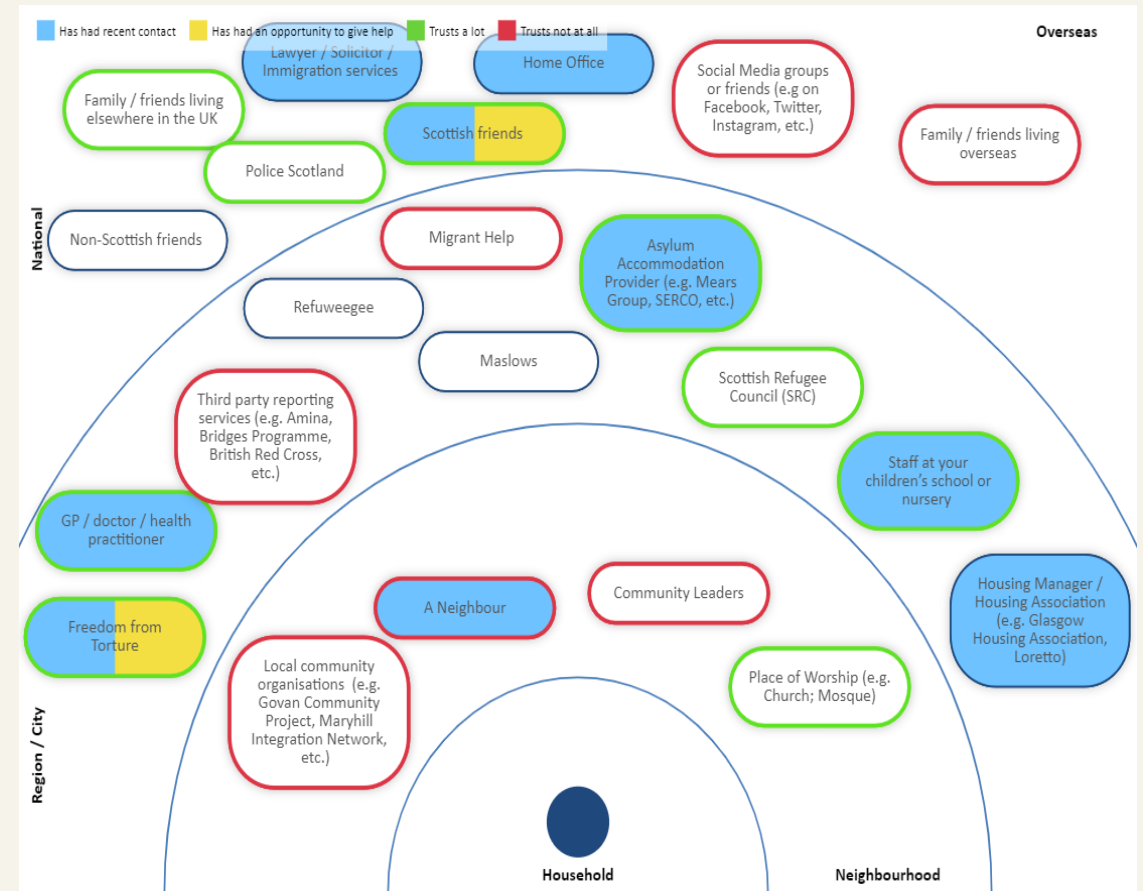 Has had recent contact
Has had an opportunity to give help
Trusts a lot
Trusts not at all
Overseas
Lawyer / Solicitor /
Immigration services
Home Office
Social Media groups
or friends (e.g on
Facebook, Twitter,
Instagram, etc.)
Family / friends living
elsewhere in the UK
Scottish friends
Family / friends living
overseas
Police Scotland
National
Non-Scottish friends
Migrant Help
Asylum
Accommodation
Provider (e.g. Mears
Group, SERCO, etc.)
Refuweegee
Maslows
Scottish Refugee
Council (SRC)
Third party reporting
services (e.g. Amina,
Bridges Programme,
British Red Cross,
etc.)
Staff at your
children's school or
nursery
GP / doctor / health
practitioner
Housing Manager /
Housing Association
(e.g. Glasgow
Housing Association,
Loretto)
A Neighbour
Community Leaders
Freedom from
Torture
Local community
organisations (e.g.
Govan Community
Project, Maryhill
Integration Network,
etc.)
Place of Worship (e.g.
Church; Mosque)
Region / City
Household
Neighbourhood